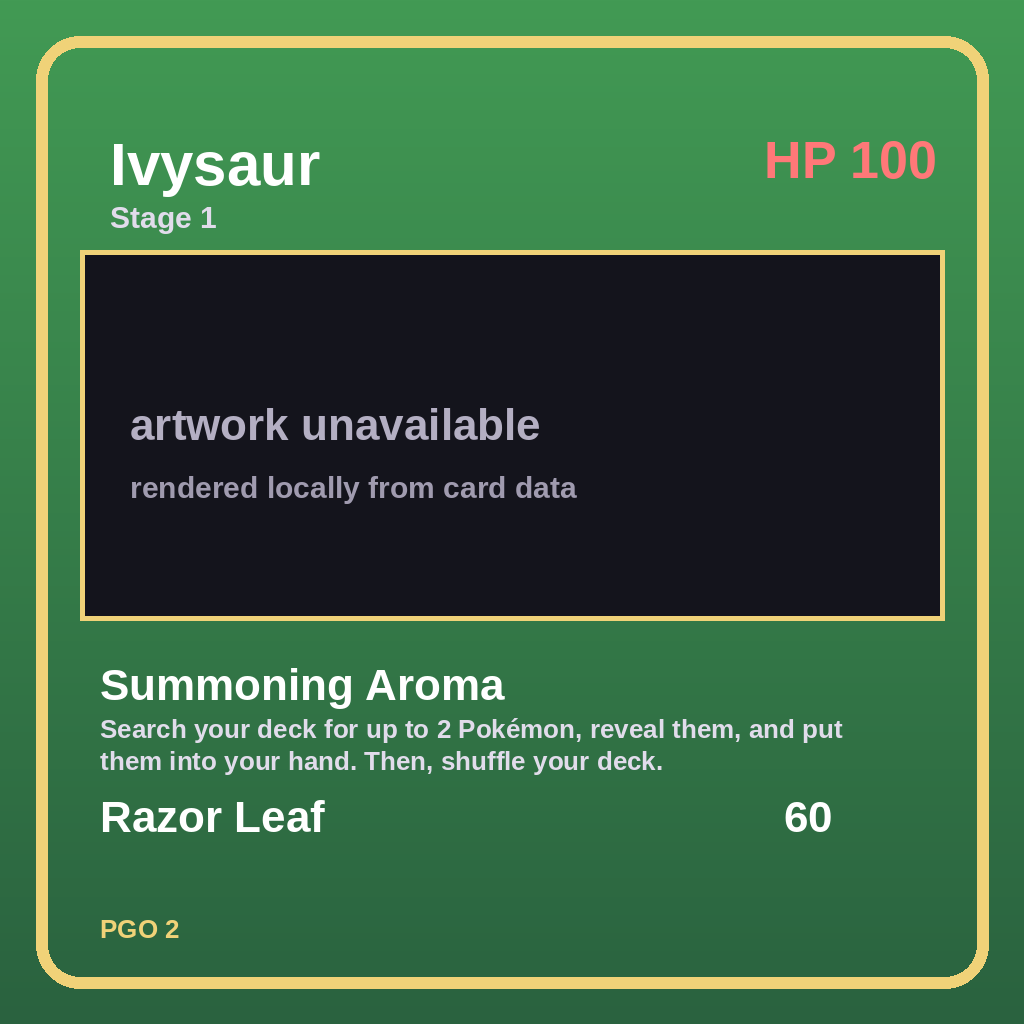 Ivysaur
HP 100
Stage 1
artwork unavailable
rendered locally from card data
Summoning Aroma
Search your deck for up to 2 Pokémon, reveal them, and put
them into your hand. Then, shuffle your deck.
Razor Leaf 60
PGO 2